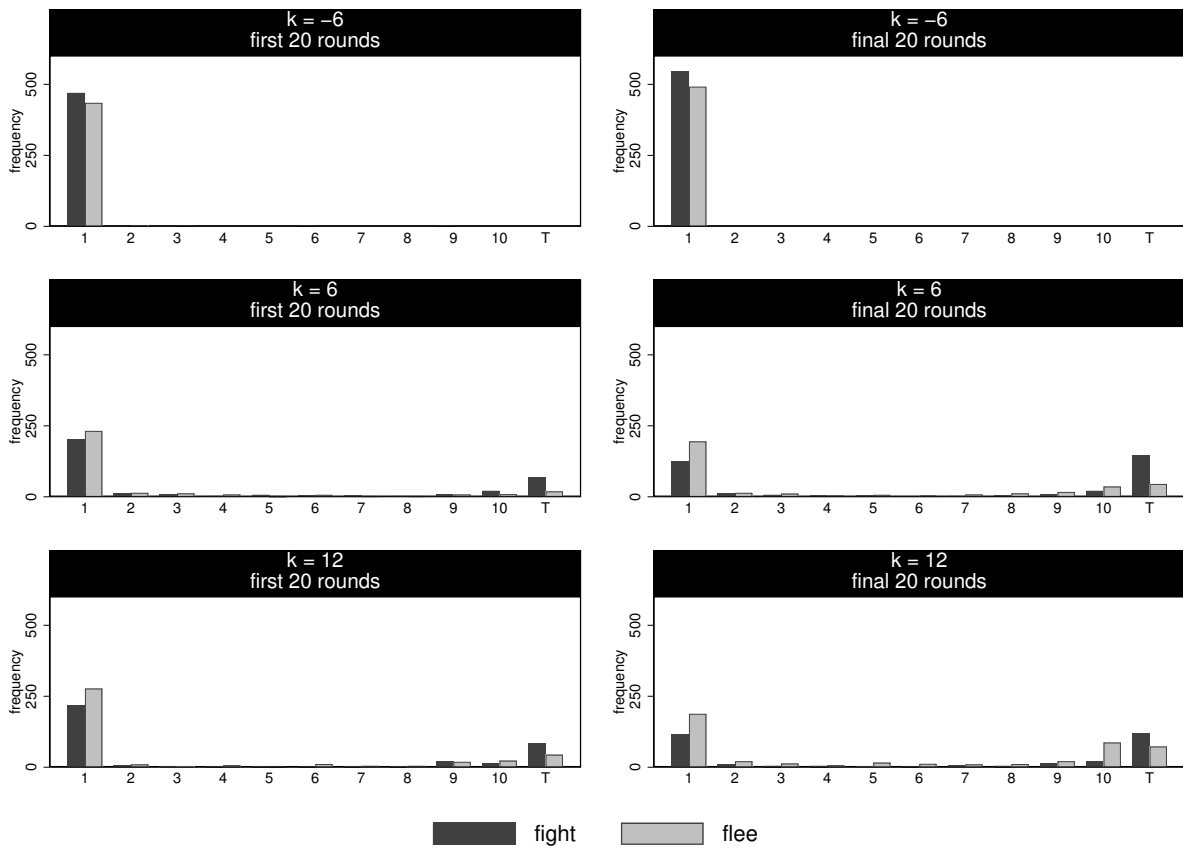 k = −6
first 20 rounds
frequency
500
250
0
1 2 3 4 5 6 7 8 9 10 T
k = −6
final 20 rounds
frequency
500
250
0
1 2 3 4 5 6 7 8 9 10 T
k = 6
first 20 rounds
frequency
500
250
0
1 2 3 4 5 6 7 8 9 10 T
k = 6
final 20 rounds
frequency
500
250
0
1 2 3 4 5 6 7 8 9 10 T
k = 12
first 20 rounds
frequency
500
250
0
1 2 3 4 5 6 7 8 9 10 T
k = 12
final 20 rounds
frequency
500
250
0
1 2 3 4 5 6 7 8 9 10 T
fight flee